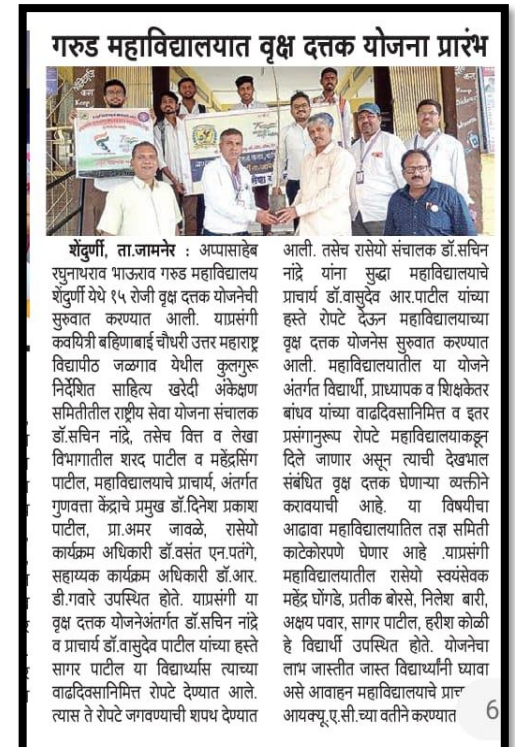 गरुड महाविद्यालयात वृक्ष दत्तक योजना प्रारंभ
शेंदुर्णी, ता.जामनेर : अप्पासाहेब
रघुनाथराव भाऊराव गरुड महाविद्यालय
शेंदुर्णी येथे १५ रोजी वृक्ष दत्तक योजनेची
सुरुवात करण्यात आली. याप्रसंगी
कवयित्री बहिणाबाई चौधरी उत्तर महाराष्ट्र
विद्यापीठ जळगाव येथील कुलगुरू
निर्देशित साहित्य खरेदी अंकेक्षण
समितीतील राष्ट्रीय सेवा योजना संचालक
डॉ.सचिन नांद्रे, तसेच वित्त व लेखा
विभागातील शरद पाटील व महेंद्रसिंग
पाटील, महाविद्यालयाचे प्राचार्य, अंतर्गत
गुणवत्ता केंद्राचे प्रमुख डॉ.दिनेश प्रकाश
पाटील, प्रा.अमर जावळे, रासेयो
कार्यक्रम अधिकारी डॉ.वसंत एन.पतंगे,
सहाय्यक कार्यक्रम अधिकारी डॉ.आर.
डी.गवारे उपस्थित होते. याप्रसंगी या
वृक्ष दत्तक योजनेअंतर्गत डॉ.सचिन नांद्रे
व प्राचार्य डॉ.वासुदेव पाटील यांच्या हस्ते
सागर पाटील या विद्यार्थ्यास त्याच्या
वाढदिवसानिमित्त रोपटे देण्यात आले.
त्यास ते रोपटे जगवण्याची शपथ देण्यात
आली. तसेच रासेयो संचालक डॉ.सचिन
नांद्रे यांना सुद्धा महाविद्यालयाचे
प्राचार्य डॉ.वासुदेव आर.पाटील यांच्या
हस्ते रोपटे देऊन महाविद्यालयाच्या
वृक्ष दत्तक योजनेस सुरुवात करण्यात
आली. महाविद्यालयातील या योजने
अंतर्गत विद्यार्थी, प्राध्यापक व शिक्षकेतर
बांधव यांच्या वाढदिवसानिमित्त व इतर
प्रसंगानुरूप रोपटे महाविद्यालयाकडून
दिले जाणार असून त्याची देखभाल
संबंधित वृक्ष दत्तक घेणाऱ्या व्यक्तीने
करावयाची आहे. या विषयीचा
आढावा महाविद्यालयातिल तज्ञ समिती
काटेकोरपणे घेणार आहे .याप्रसंगी
महाविद्यालयातील रासेयो स्वयंसेवक
महेंद्र घोंगडे, प्रतीक बोरसे, निलेश बारी,
अक्षय पवार, सागर पाटील, हरीश कोळी
हे विद्यार्थी उपस्थित होते. योजनेचा
लाभ जास्तीत जास्त विद्यार्थ्यांनी घ्यावा
असे आवाहन महाविद्यालयाचे
आयक्यू.ए.सी.च्या वतीने करण्यात
6